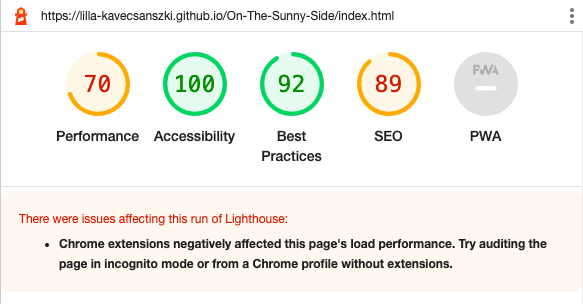 https://lilla-kavecsanszki.github.io/On-The-Sunny-Side/index.html
70 100 92 89 PWA
Performance Accessibility Best Practices SEO PWA
There were issues affecting this run of Lighthouse:
• Chrome extensions negatively affected this page's load performance. Try auditing the
page in incognito mode or from a Chrome profile without extensions.